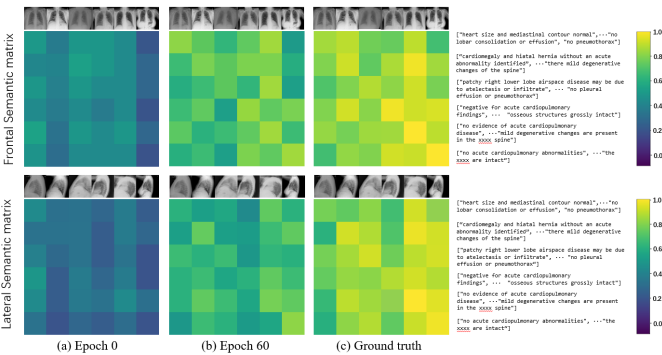 Frontal Semantic matrix
["heart size and mediastinal contour normal",···"no
lobar consolidation or effusion", "no pneumothorax"]
["cardiomegaly and hiatal hernia without an acute
abnormality identified", ···"there mild degenerative
changes of the spine"]
["patchy right lower lobe airspace disease may be due
to atelectasis or infiltrate", ··· "no pleural
effusion or pneumothorax"]
["negative for acute cardiopulmonary
findings", ··· "osseous structures grossly intact"]
["no evidence of acute cardiopulmonary
disease", ···"mild degenerative changes are present
in the xxxx spine"]
["no acute cardiopulmonary abnormalities", ···"the
xxxx are intact"]
1.0
0.8
0.6
0.4
0.2
0.0
Lateral Semantic matrix
["heart size and mediastinal contour normal",···"no
lobar consolidation or effusion", "no pneumothorax"]
["cardiomegaly and hiatal hernia without an acute
abnormality identified", ···"there mild degenerative
changes of the spine"]
["patchy right lower lobe airspace disease may be due
to atelectasis or infiltrate", ··· "no pleural
effusion or pneumothorax"]
["negative for acute cardiopulmonary
findings", ··· "osseous structures grossly intact"]
["no evidence of acute cardiopulmonary
disease", ···"mild degenerative changes are present
in the xxxx spine"]
["no acute cardiopulmonary abnormalities", ···"the
xxxx are intact"]
1.0
0.8
0.6
0.4
0.2
0.0
(a) Epoch 0
(b) Epoch 60
(c) Ground truth